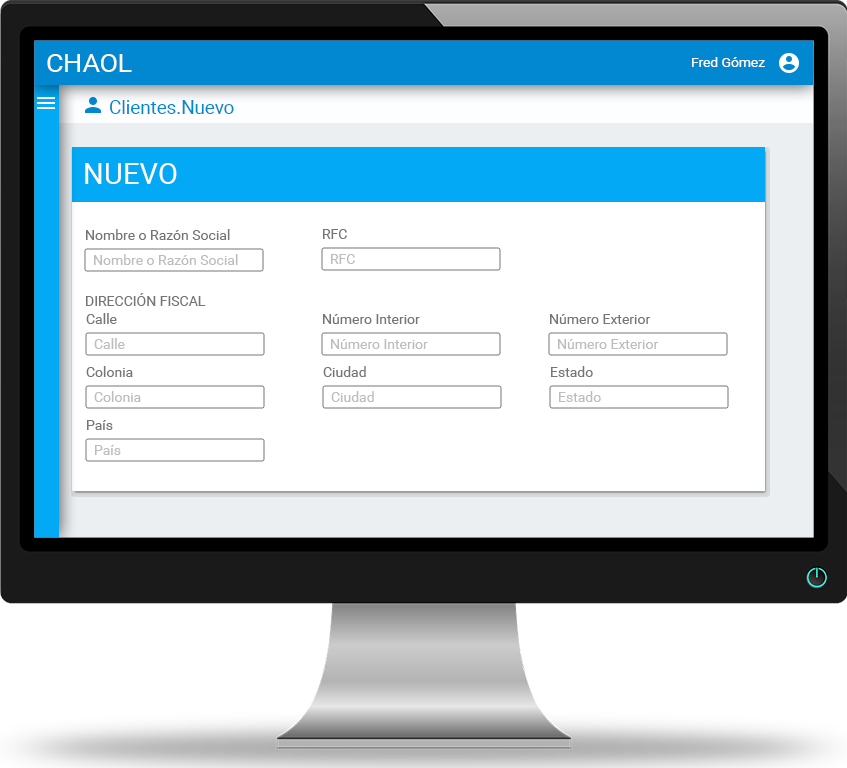 CHAOL
Fred Gómez
Clientes.Nuevo
NUEVO
Nombre o Razón Social
RFC
Nombre o Razón Social
RFC
DIRECCIÓN FISCAL
Calle
Número Interior
Número Exterior
Calle
Número Interior
Número Exterior
Colonia
Ciudad
Estado
Colonia
Ciudad
Estado
País
País